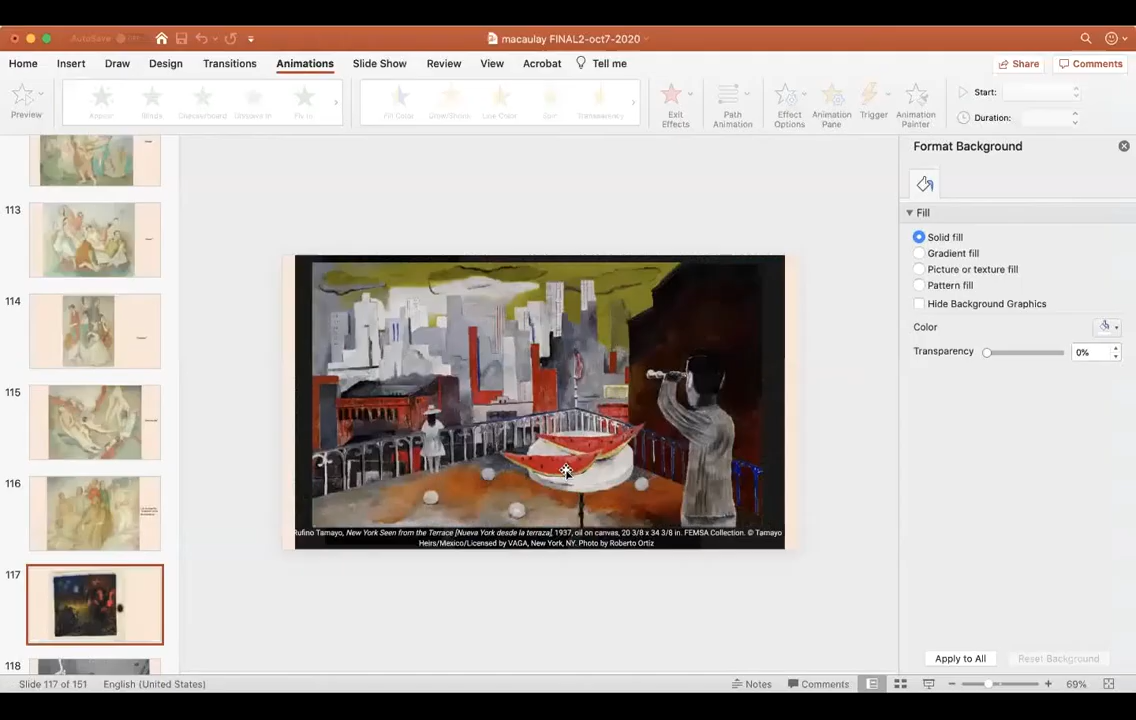 AutoSave
macaulay FINAL2-oct7-2020
Home Insert Draw Design Transitions Animations Slide Show Review View Acrobat Tell me
Share Comments
Preview
Exit Effects
Path Animation
Effect Options
Animation Pane
Trigger
Animation Painter
Start:
Duration:
Format Background
Fill
Solid fill
Gradient fill
Picture or texture fill
Pattern fill
Hide Background Graphics
Color
Transparency 0%
Apply to All Reset Background
113
114
115
116
117
118
Rufino Tamayo, New York Seen from the Terrace [Nueva York desde la terraza], 1937, oil on canvas, 20 3/8 x 34 3/8 in. FEMSA Collection. © Tamayo
Heirs/Mexico/Licensed by VAGA, New York, NY. Photo by Roberto Ortiz
Slide 117 of 151 English (United States) Notes Comments 69%